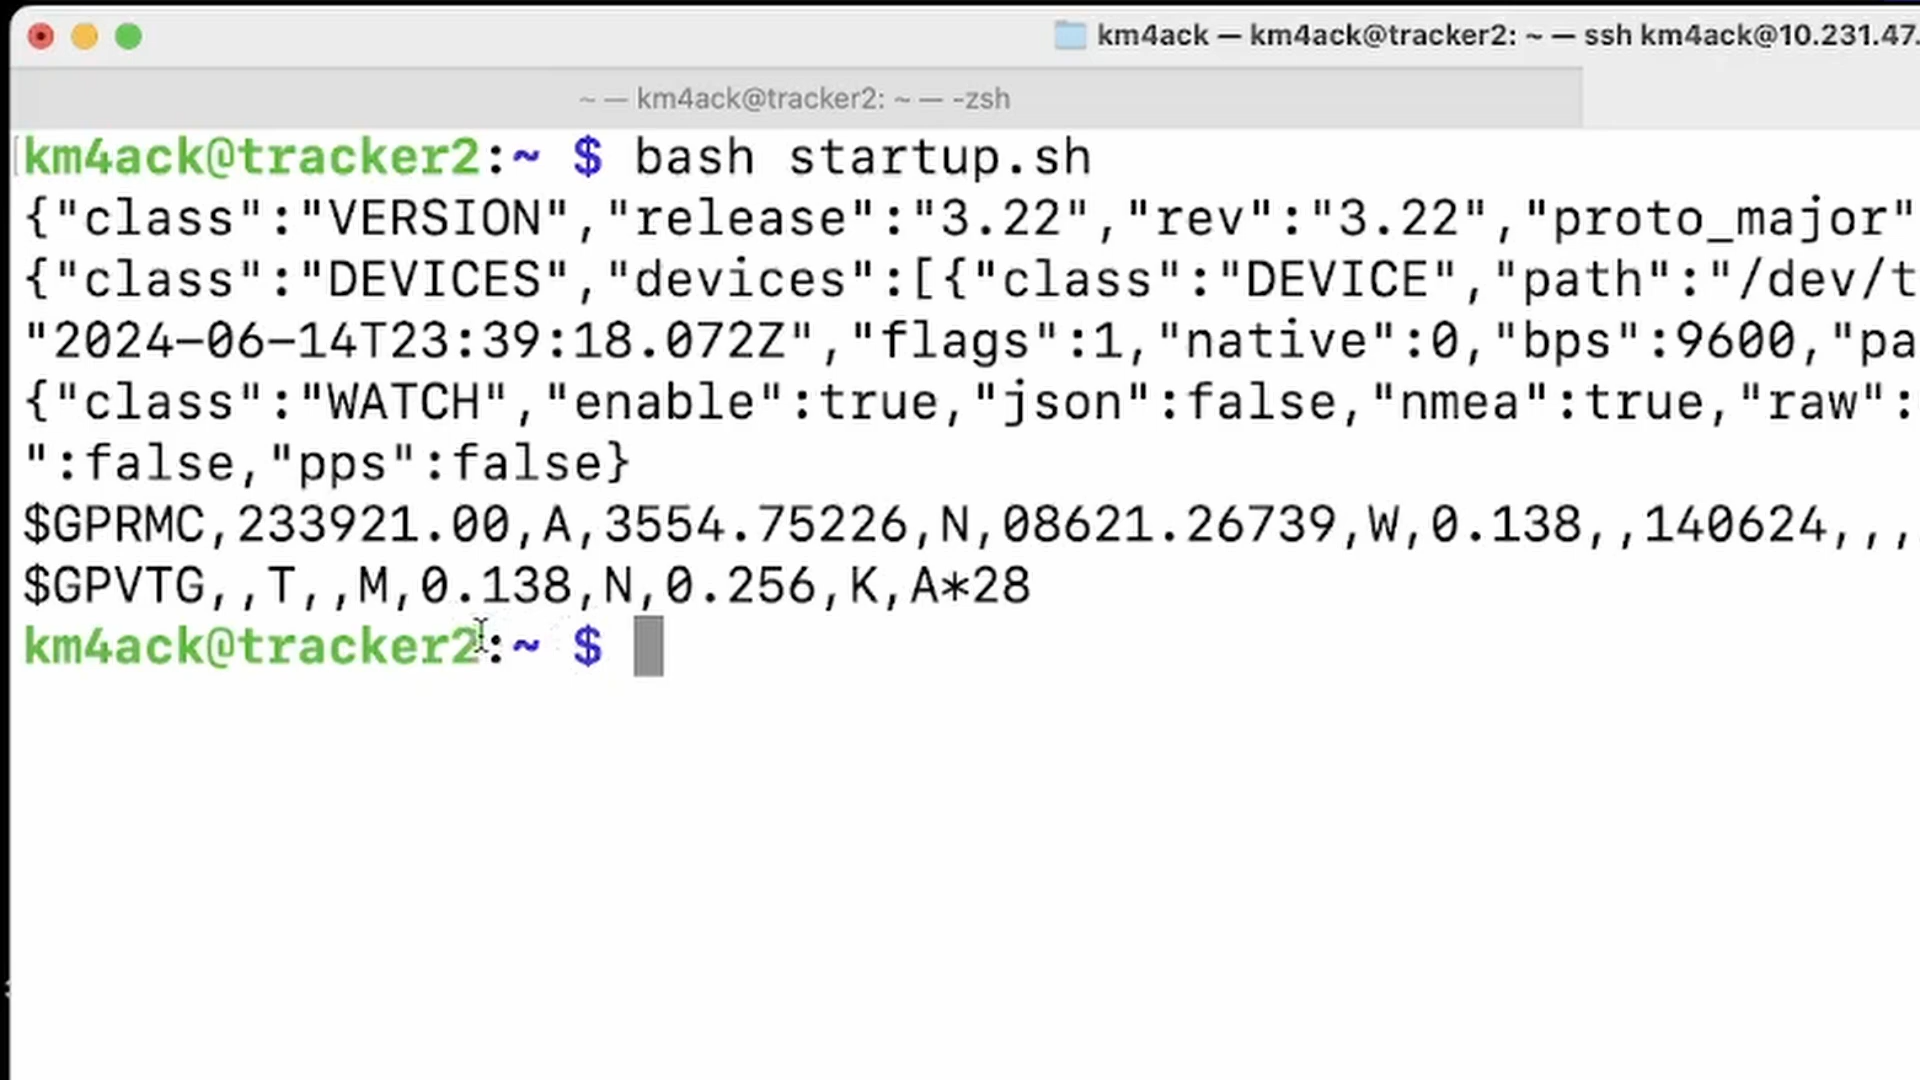 km4ack — km4ack@tracker2: ~ — ssh km4ack@10.231.47.
~ — km4ack@tracker2: ~ — -zsh
km4ack@tracker2:~ $ bash startup.sh
{"class":"VERSION","release":"3.22","rev":"3.22","proto_major"
{"class":"DEVICES","devices":[{"class":"DEVICE","path":"/dev/t
"2024-06-14T23:39:18.072Z","flags":1,"native":0,"bps":9600,"pa
{"class":"WATCH","enable":true,"json":false,"nmea":true,"raw":
":false,"pps":false}
$GPRMC,233921.00,A,3554.75226,N,08621.26739,W,0.138,,140624,,,
$GPVTG,,T,,M,0.138,N,0.256,K,A*28
km4ack@tracker2:~ $